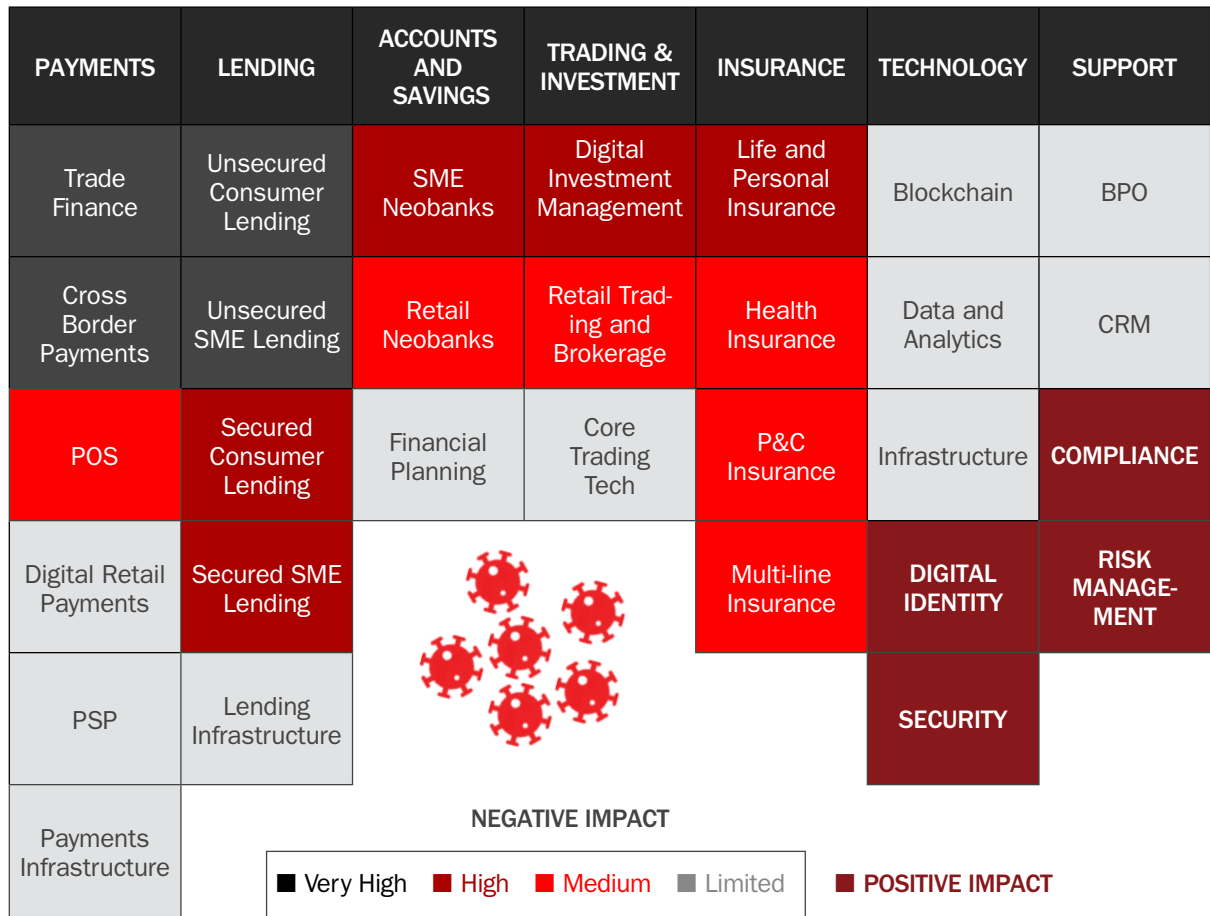 PAYMENTS
LENDING
ACCOUNTS
AND
SAVINGS
TRADING &
INVESTMENT
INSURANCE
TECHNOLOGY
SUPPORT
Trade
Finance
Unsecured
Consumer
Lending
SME
Neobanks
Digital
Investment
Management
Life and
Personal
Insurance
Blockchain
BPO
Cross
Border
Payments
Unsecured
SME Lending
Retail
Neobanks
Retail Trad-
ing and
Brokerage
Health
Insurance
Data and
Analytics
CRM
POS
Secured
Consumer
Lending
Financial
Planning
Core
Trading
Tech
P&C
Insurance
Infrastructure
COMPLIANCE
Digital Retail
Payments
Secured SME
Lending
Multi-line
Insurance
DIGITAL
IDENTITY
RISK
MANAGE-
MENT
PSP
Lending
Infrastructure
SECURITY
Payments
Infrastructure
NEGATIVE IMPACT
Very High High Medium Limited
POSITIVE IMPACT